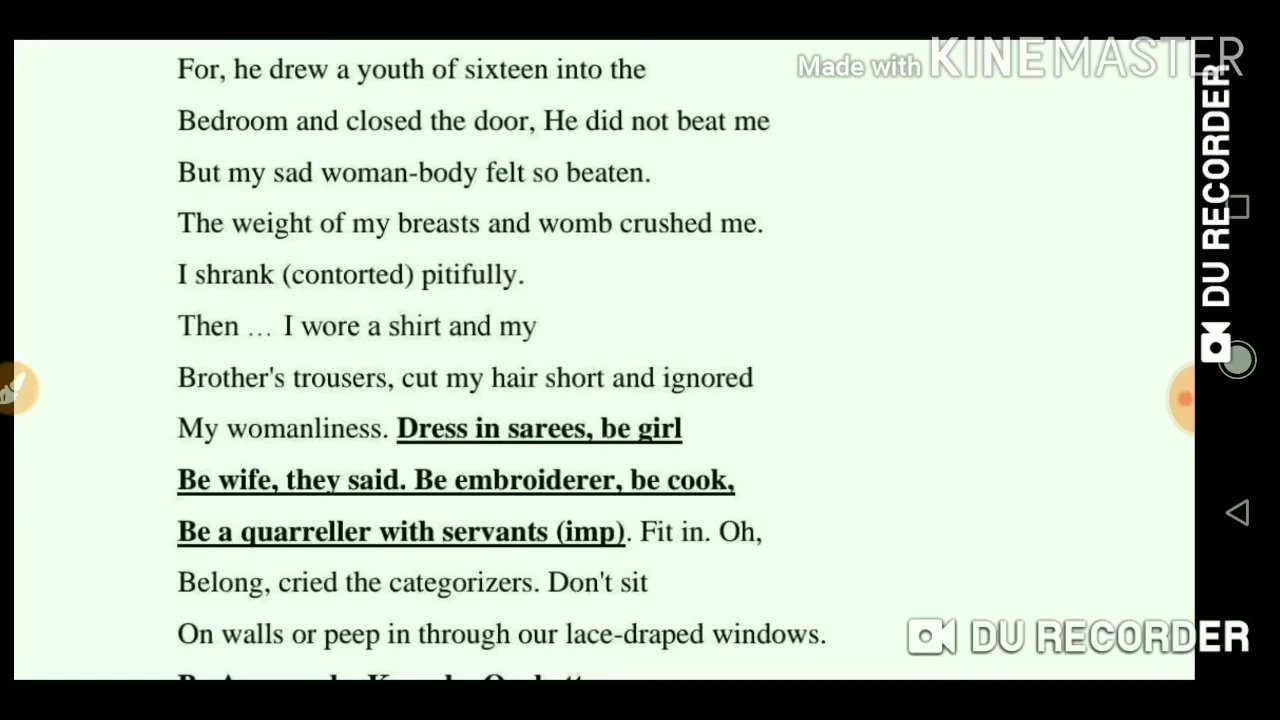 For, he drew a youth of sixteen into the
Bedroom and closed the door, He did not beat me
But my sad woman-body felt so beaten.
The weight of my breasts and womb crushed me.
I shrank (contorted) pitifully.
Then … I wore a shirt and my
Brother's trousers, cut my hair short and ignored
My womanliness. Dress in sarees, be girl
Be wife, they said. Be embroiderer, be cook,
Be a quarreller with servants (imp). Fit in. Oh,
Belong, cried the categorizers. Don't sit
On walls or peep in through our lace-draped windows.
Made with KINEMASTER
DU RECORDER
DU RECORDER